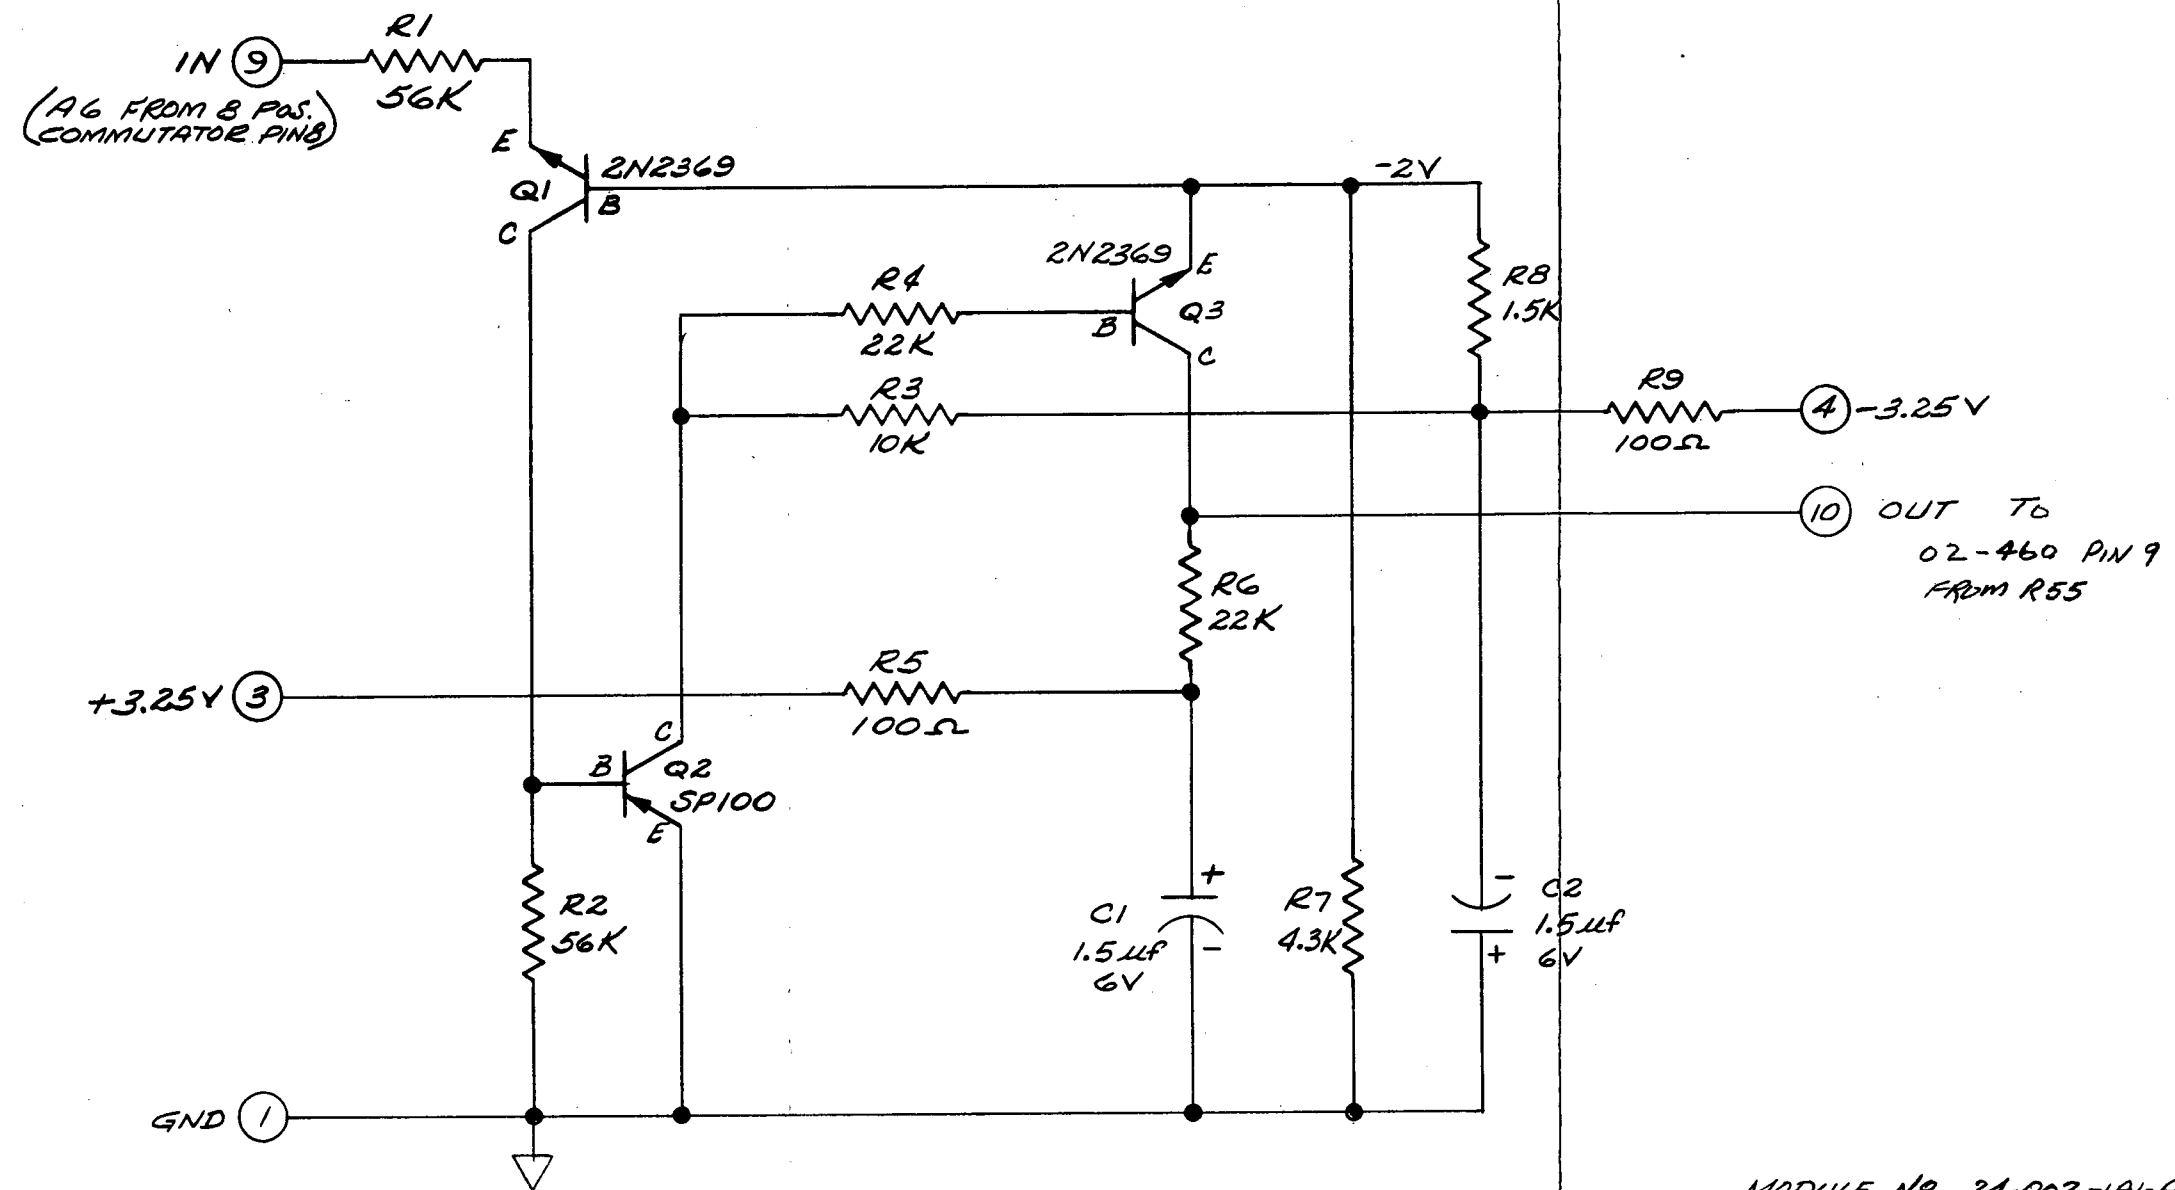 R1
IN 9
56K
(A6 FROM 8 POS.
COMMUTATOR PIN8)
E
2N2369
Q1
B
C
-2V
2N2369
E
R4
Q3
B
22K
C
R8
1.5K
R3
10K
R9
4 -3.25V
100Ω
10 OUT TO
02-460 PIN 9
FROM R55
R6
22K
R5
+3.25V 3
100Ω
C
B
Q2
SP100
E
R2
56K
+
C1
1.5µf
-
6V
R7
4.3K
-
C2
1.5µf
+
6V
GND 1
MODULE Nº